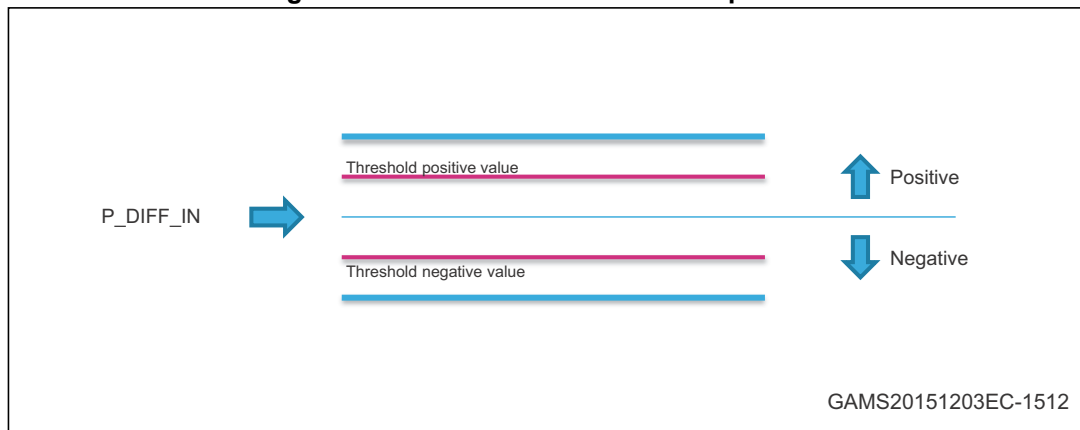 Threshold positive value
Positive
P_DIFF_IN
Threshold negative value
Negative
GAMS20151203EC-1512